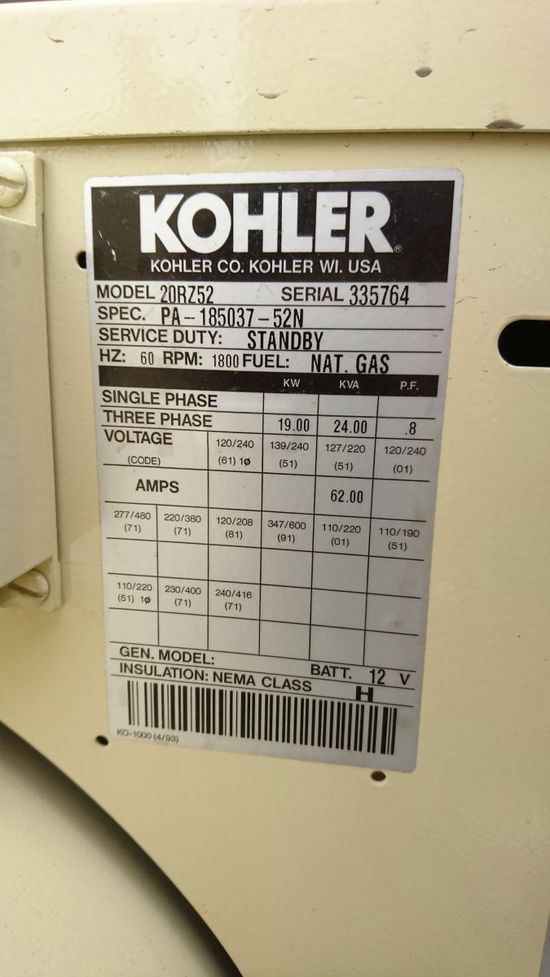 KOHLER®
KOHLER CO. KOHLER WI. USA
MODEL 20RZ52 SERIAL 335764
SPEC. PA-185037-52N
SERVICE DUTY: STANDBY
HZ: 60 RPM: 1800 FUEL: NAT. GAS
KW KVA P.F.
SINGLE PHASE
THREE PHASE 19.00 24.00 .8
VOLTAGE 120/240 139/240 127/220 120/240
(CODE) (61) 1ø (51) (51) (01)
AMPS 62.00
277/480 220/380 120/208 347/600 110/220 110/190
(71) (71) (81) (91) (01) (51)
110/220 230/400 240/416
(51) 1ø (71) (71)
GEN. MODEL: BATT. 12 V
INSULATION: NEMA CLASS H
KO-1000 (4/93)